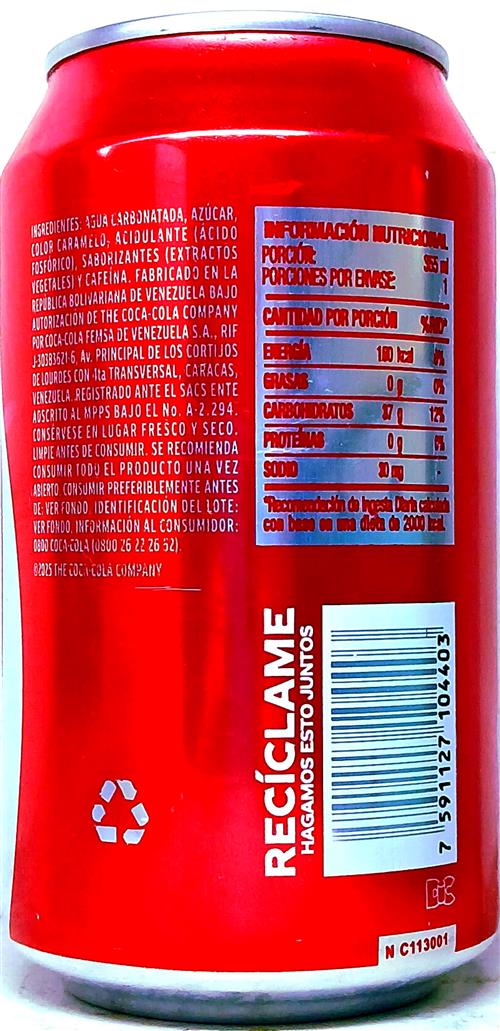 INGREDIENTES: AGUA CARBONATADA, AZÚCAR,
COLOR CARAMELO, ACIDULANTE (ÁCIDO
FOSFÓRICO), SABORIZANTES (EXTRACTOS
VEGETALES) Y CAFEÍNA. FABRICADO EN LA
REPÚBLICA BOLIVARIANA DE VENEZUELA BAJO
AUTORIZACIÓN DE THE COCA-COLA COMPANY
POR COCA-COLA FEMSA DE VENEZUELA S.A., RIF
J-30383621-6, Av. PRINCIPAL DE LOS CORTIJOS
DE LOURDES CON 4ta TRANSVERSAL, CARACAS,
VENEZUELA. REGISTRADO ANTE EL SACS ENTE
ADSCRITO AL MPPS BAJO EL No. A-2.294.
CONSÉRVESE EN LUGAR FRESCO Y SECO.
LIMPIE ANTES DE CONSUMIR. SE RECOMIENDA
CONSUMIR TODO EL PRODUCTO UNA VEZ
ABIERTO. CONSUMIR PREFERIBLEMENTE ANTES
DE: VER FONDO. IDENTIFICACIÓN DEL LOTE:
VER FONDO. INFORMACIÓN AL CONSUMIDOR:
0800 COCA-COLA (0800 26 22 26 52).
©2025 THE COCA-COLA COMPANY
INFORMACIÓN NUTRICIONAL
PORCIÓN: 355 ml
PORCIONES POR ENVASE: 1
CANTIDAD POR PORCIÓN
ENERGÍA kcal
GRASAS 0 g 0%
CARBOHIDRATOS 37 g 12%
PROTEÍNAS 0 g
SODIO mg -
*Recomendación de Ingesta Diaria calculada
con base en una dieta de 2000 kcal.
RECÍCLAME
HAGAMOS ESTO JUNTOS
7 591127 104403
DiC
N C113001